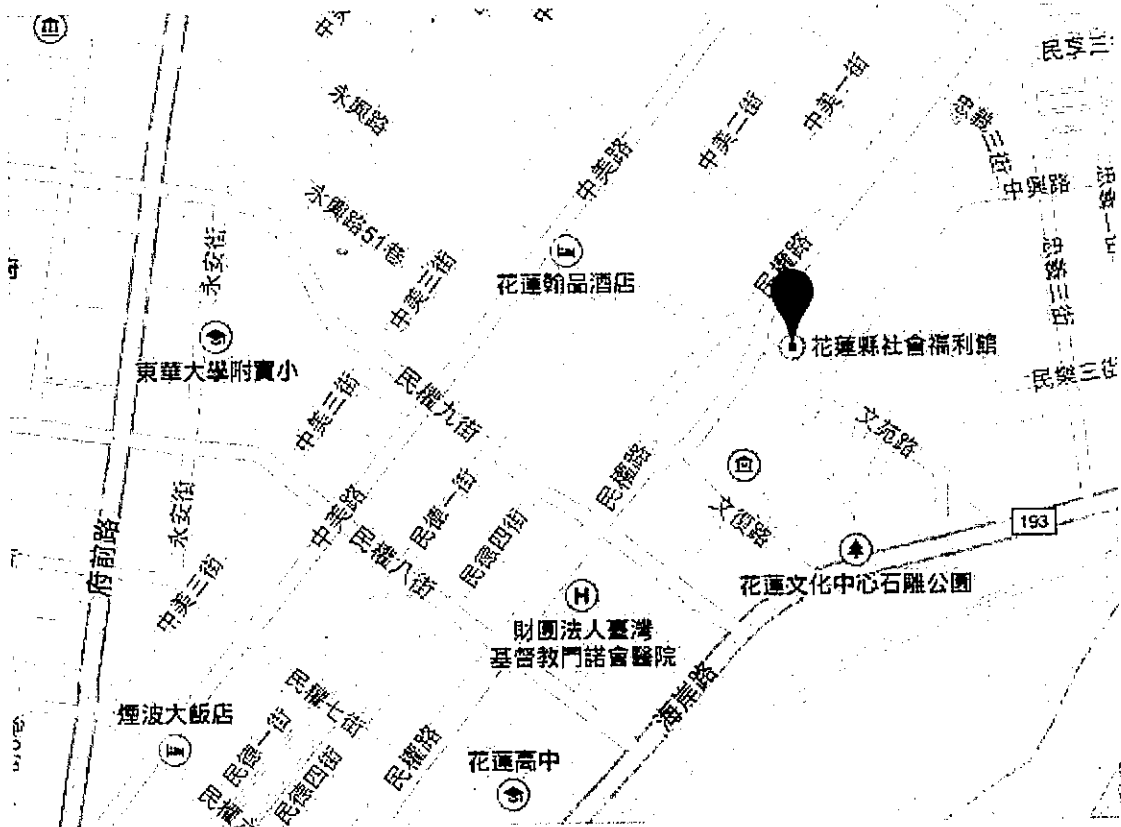 永興路
中美路
中美二街
中美一街
忠義三街
中興路
永興路51巷
永安街
中美三街
花蓮翰品酒店
民權路
忠義三街
花蓮縣社會福利館
東華大學附實小
中美三街
民權九街
民樂三街
文苑路
民權路
永安街
府前路
中美路
民權八街
民德一街
民德四街
文復路
193
花蓮文化中心石雕公園
中美三街
H
財團法人臺灣
基督教門諾會醫院
海岸路
民權七街
煙波大飯店
民德一街
民德四街
民權路
花蓮高中